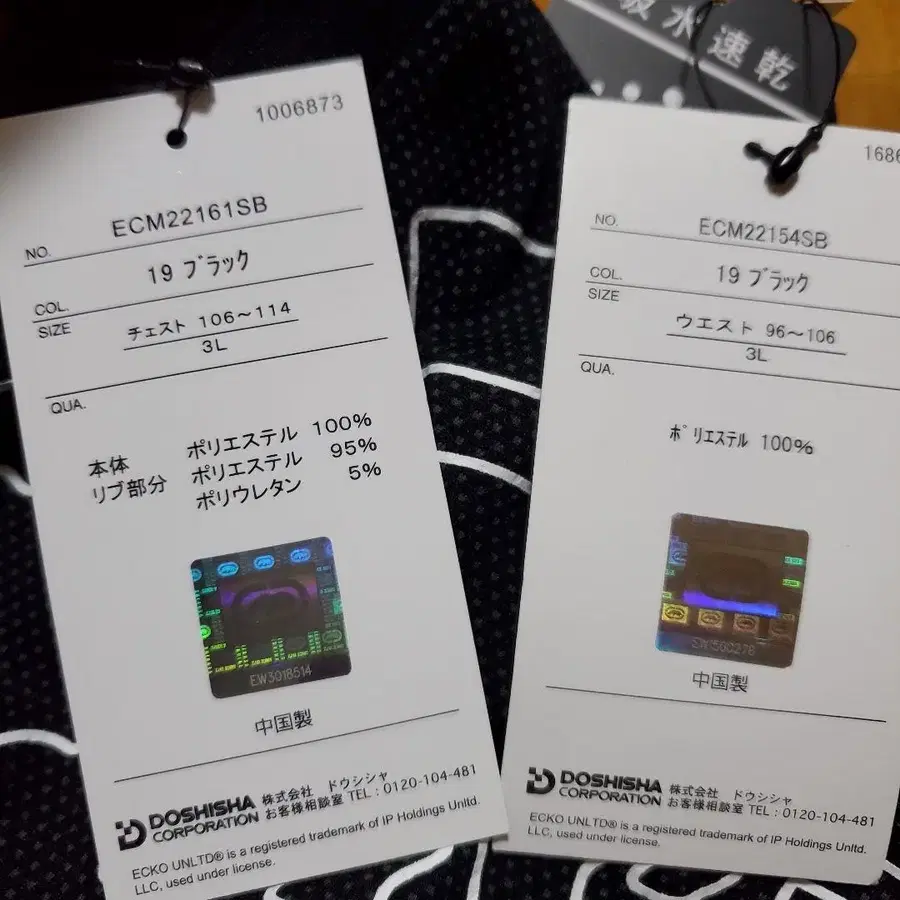 吸水速乾
1006873
NO. ECM22161SB
COL. 19 ブラック
SIZE チェスト 106～114
3L
QUA.
本体 ポリエステル 100%
リブ部分 ポリエステル 95%
ポリウレタン 5%
EW3018514
中国製
DOSHISHA CORPORATION
株式会社 ドウシシャ
お客様相談室 TEL：0120-104-481
ECKO UNLTD® is a registered trademark of IP Holdings Unltd.
LLC, used under license.
1686
NO. ECM22154SB
COL. 19 ブラック
SIZE ウエスト 96～106
3L
QUA.
ポリエステル 100%
中国製
DOSHISHA CORPORATION
株式会社 ドウシシャ
お客様相談室 TEL：0120-104-481
ECKO UNLTD® is a registered trademark of IP Holdings Unltd.
LLC, used under license.